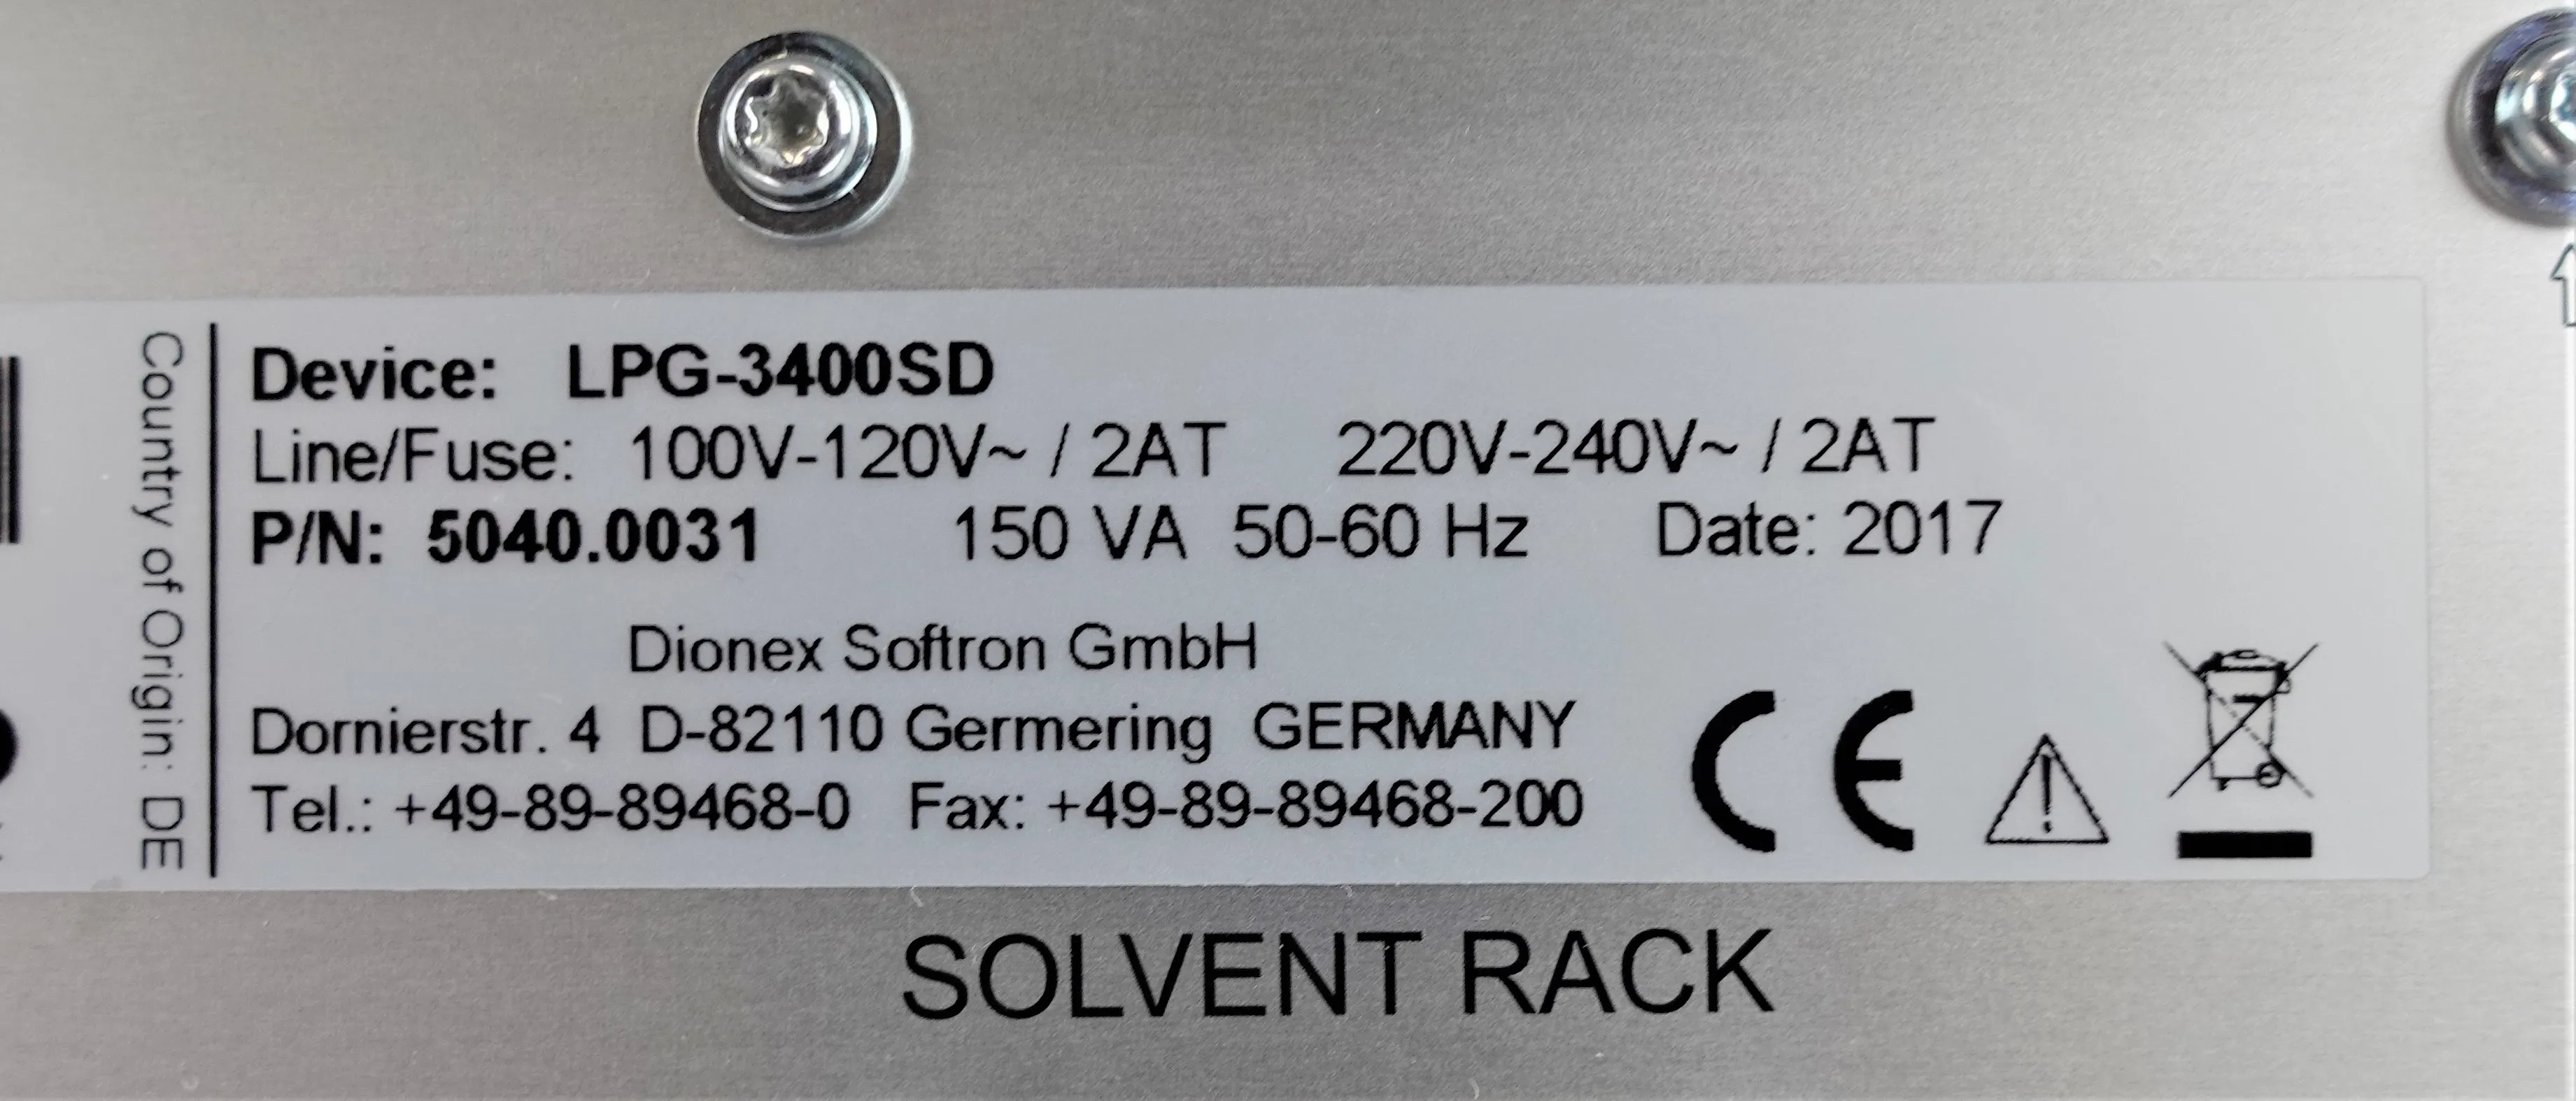 Country of Origin: DE
Device: LPG-3400SD
Line/Fuse: 100V-120V~ / 2AT 220V-240V~ / 2AT
P/N: 5040.0031 150 VA 50-60 Hz Date: 2017
Dionex Softron GmbH
Dornierstr. 4 D-82110 Germering GERMANY
Tel.: +49-89-89468-0 Fax: +49-89-89468-200
CE
SOLVENT RACK